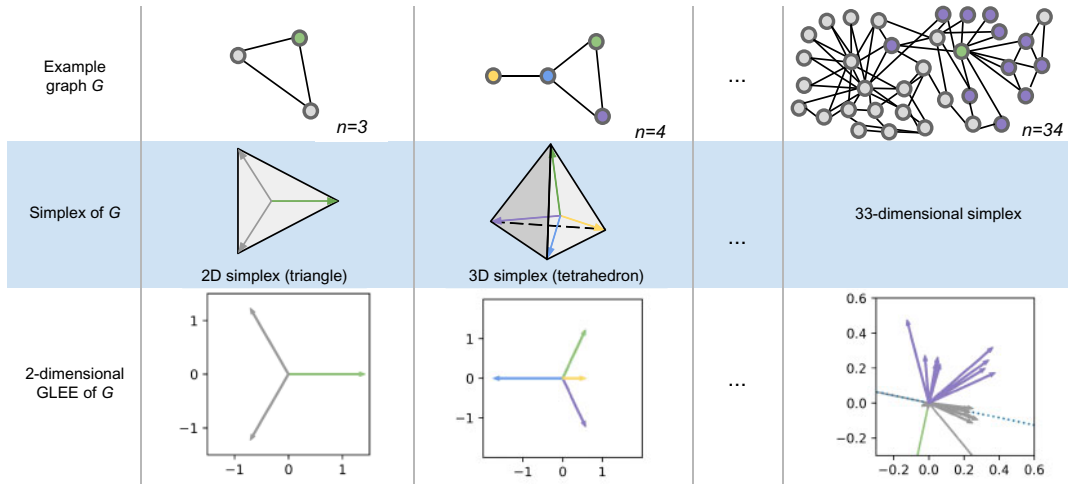 Example
graph G
n=3
n=4
...
n=34
Simplex of G
2D simplex (triangle)
3D simplex (tetrahedron)
...
33-dimensional simplex
2-dimensional
GLEE of G
1
0
−1
−1 0 1
1
0
−1
−1 0 1
...
0.6
0.4
0.2
0.0
−0.2
−0.2 0.0 0.2 0.4 0.6